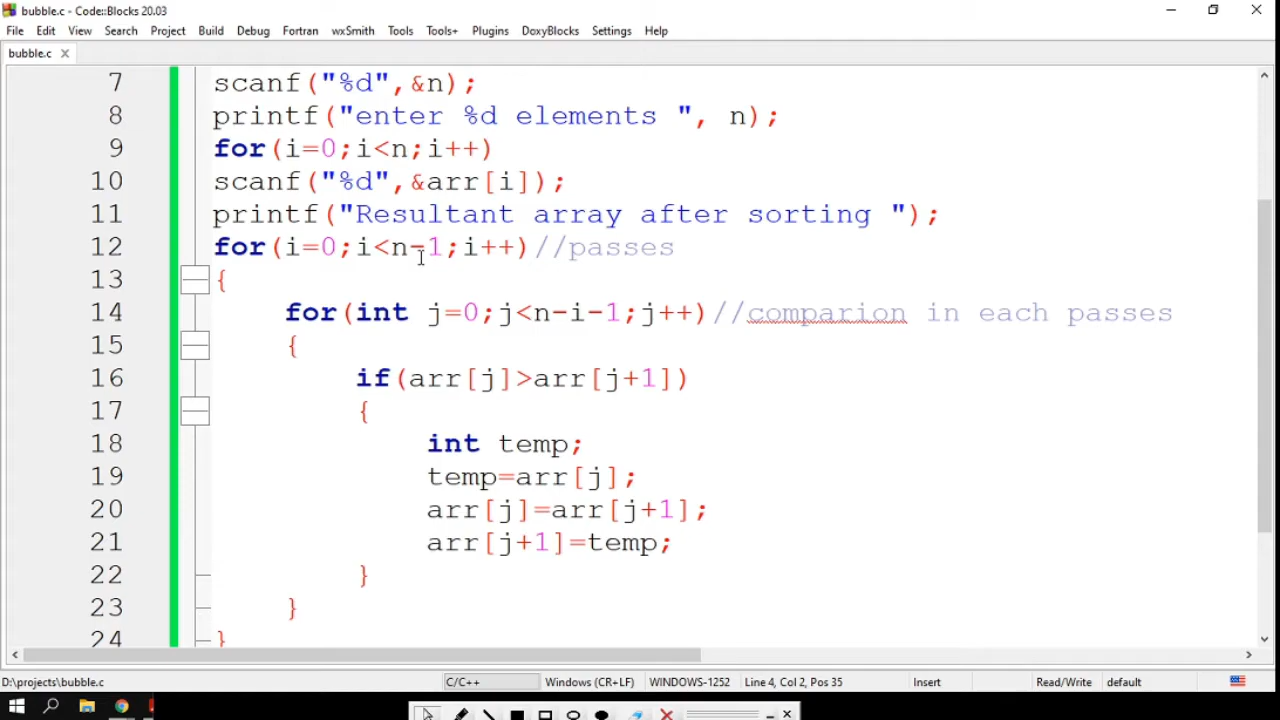 bubble.c - Code::Blocks 20.03
File Edit View Search Project Build Debug Fortran wxSmith Tools Tools+ Plugins DoxyBlocks Settings Help
bubble.c
7 scanf("%d",&n);
8 printf("enter %d elements ", n);
9 for(i=0;i<n;i++)
10 scanf("%d",&arr[i]);
11 printf("Resultant array after sorting ");
12 for(i=0;i<n-1;i++)//passes
13 {
14 for(int j=0;j<n-i-1;j++)//comparion in each passes
15 {
16 if(arr[j]>arr[j+1])
17 {
18 int temp;
19 temp=arr[j];
20 arr[j]=arr[j+1];
21 arr[j+1]=temp;
22 }
23 }
24 }
D:\projects\bubble.c C/C++ Windows (CR+LF) WINDOWS-1252 Line 4, Col 2, Pos 35 Insert Read/Write default